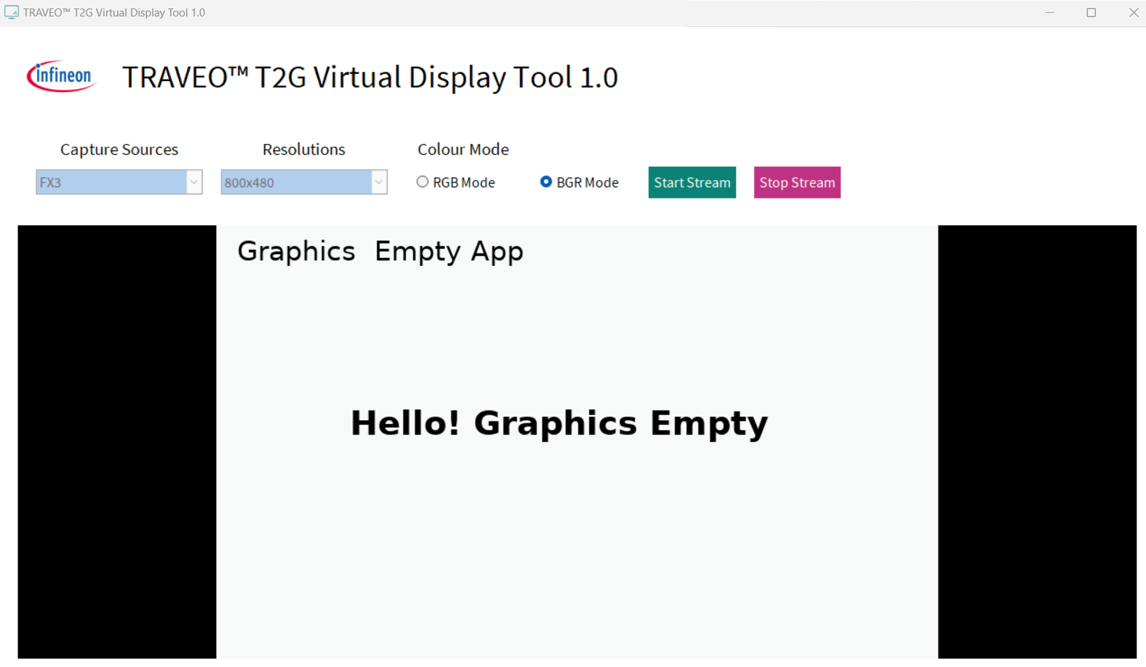 TRAVEO™ T2G Virtual Display Tool 1.0
infineon TRAVEO™ T2G Virtual Display Tool 1.0
Capture Sources Resolutions Colour Mode
FX3 800x480 RGB Mode BGR Mode Start Stream Stop Stream
Graphics Empty App
Hello! Graphics Empty